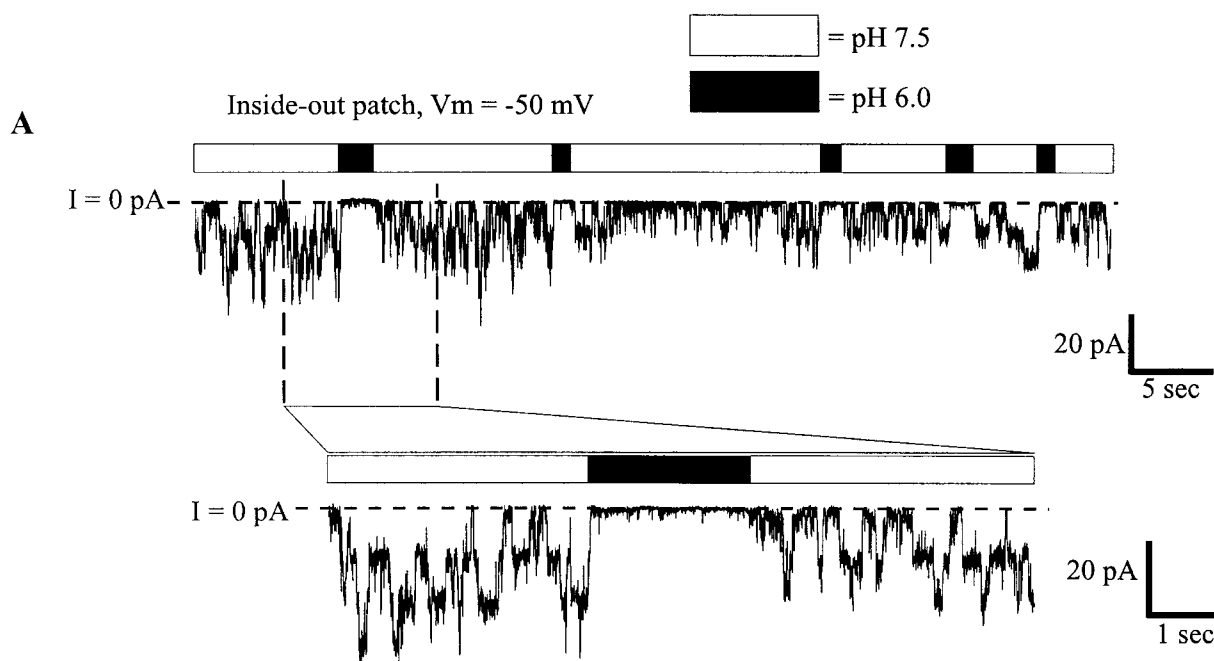 = pH 7.5
= pH 6.0
Inside-out patch, Vm = -50 mV
A
I = 0 pA
20 pA
5 sec
I = 0 pA
20 pA
1 sec